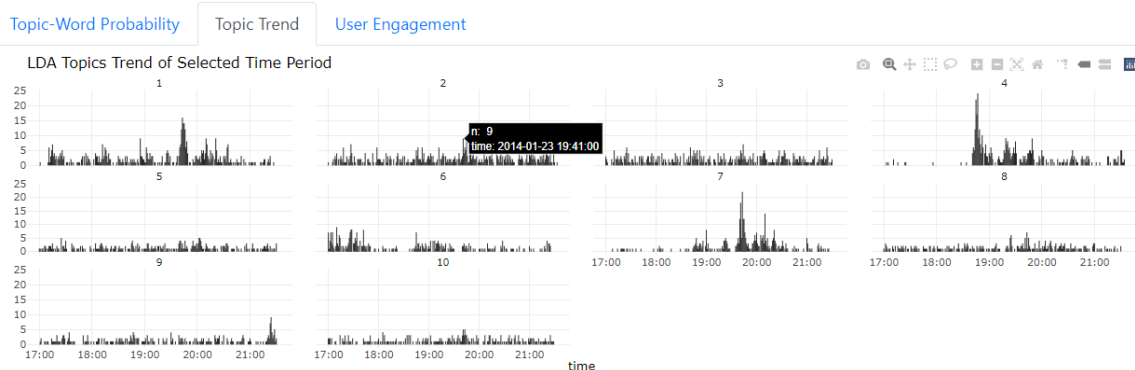 Topic-Word Probability Topic Trend User Engagement
LDA Topics Trend of Selected Time Period
1 2 3 4
25
20
15
10
5
0
n: 9
time: 2014-01-23 19:41:00
5 6 7 8
25
20
15
10
5
0
17:00 18:00 19:00 20:00 21:00 17:00 18:00 19:00 20:00 21:00
9 10
25
20
15
10
5
0
17:00 18:00 19:00 20:00 21:00 17:00 18:00 19:00 20:00 21:00
time